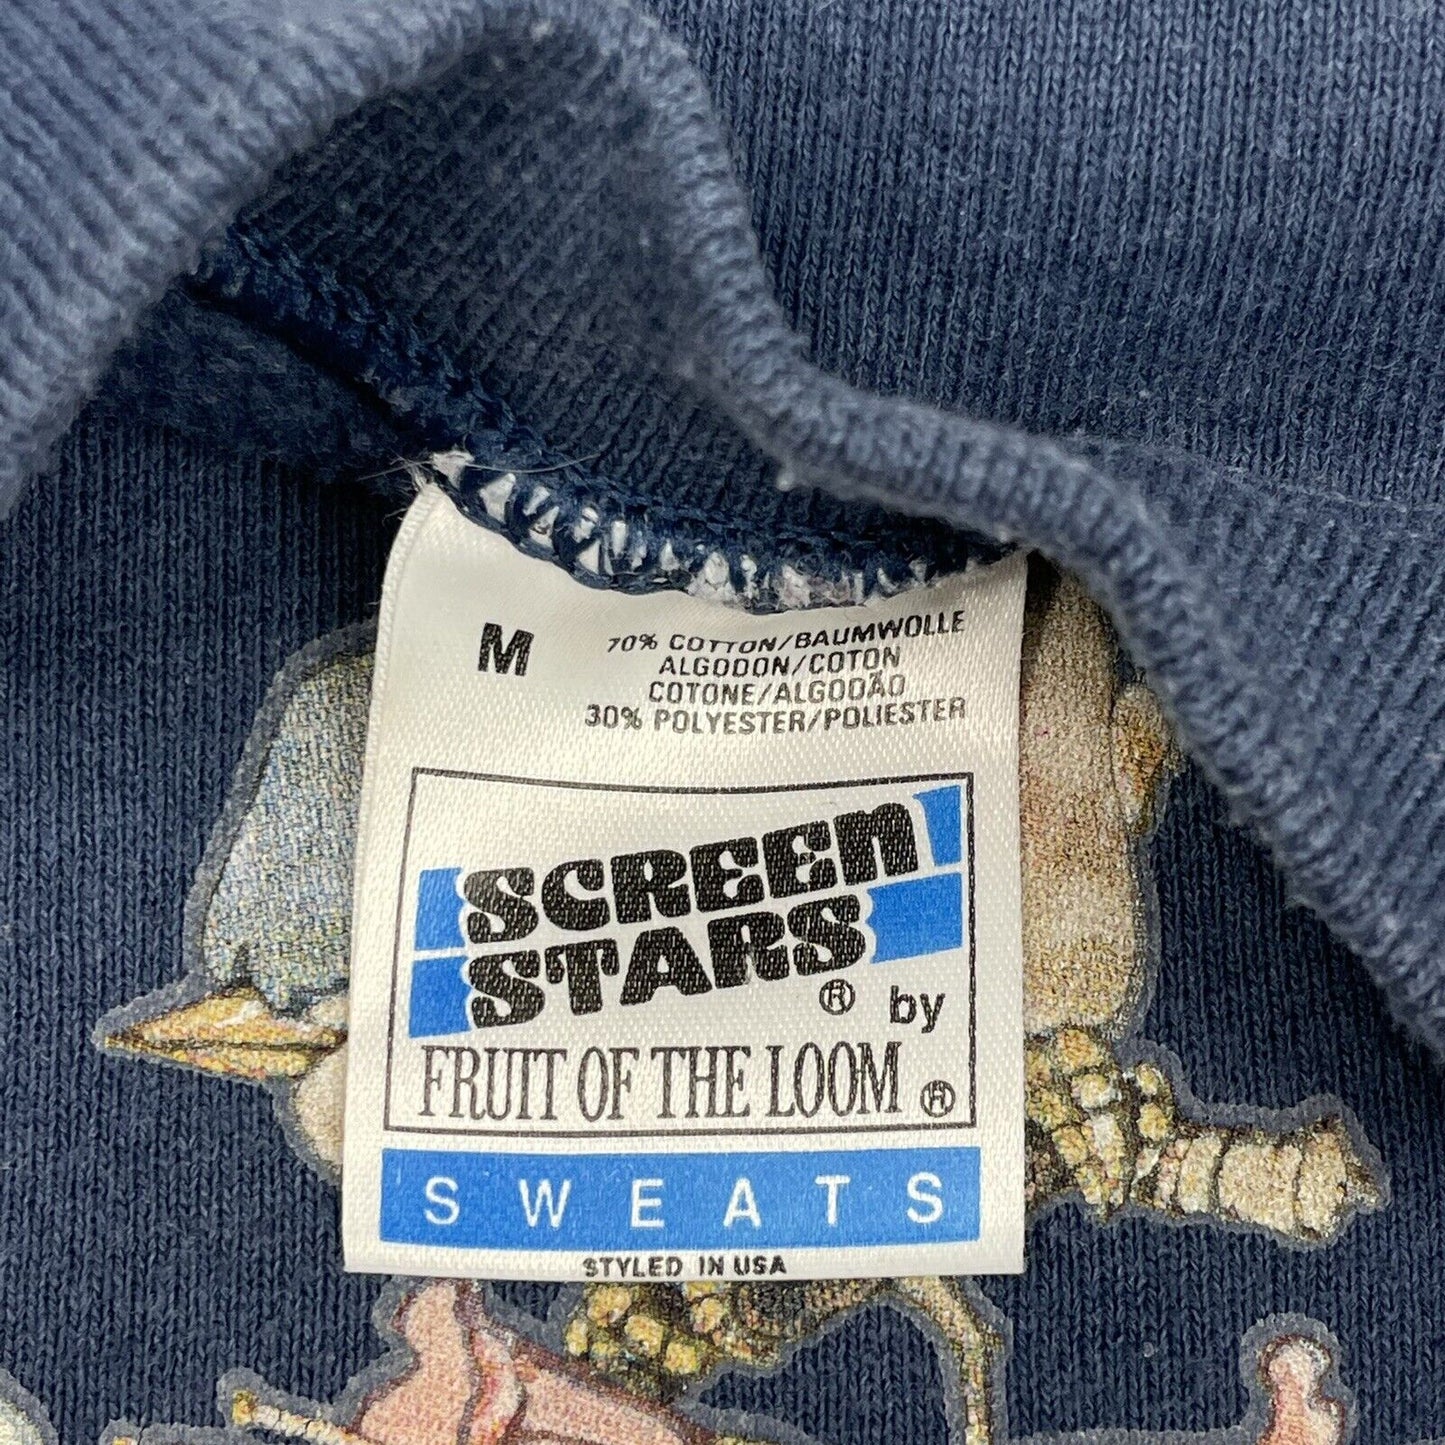 M
70% COTTON/BAUMWOLLE
ALGODON/COTON
COTONE/ALGODÃO
30% POLYESTER/POLIESTER
SCREEN
STARS® by
FRUIT OF THE LOOM®
SWEATS
STYLED IN USA